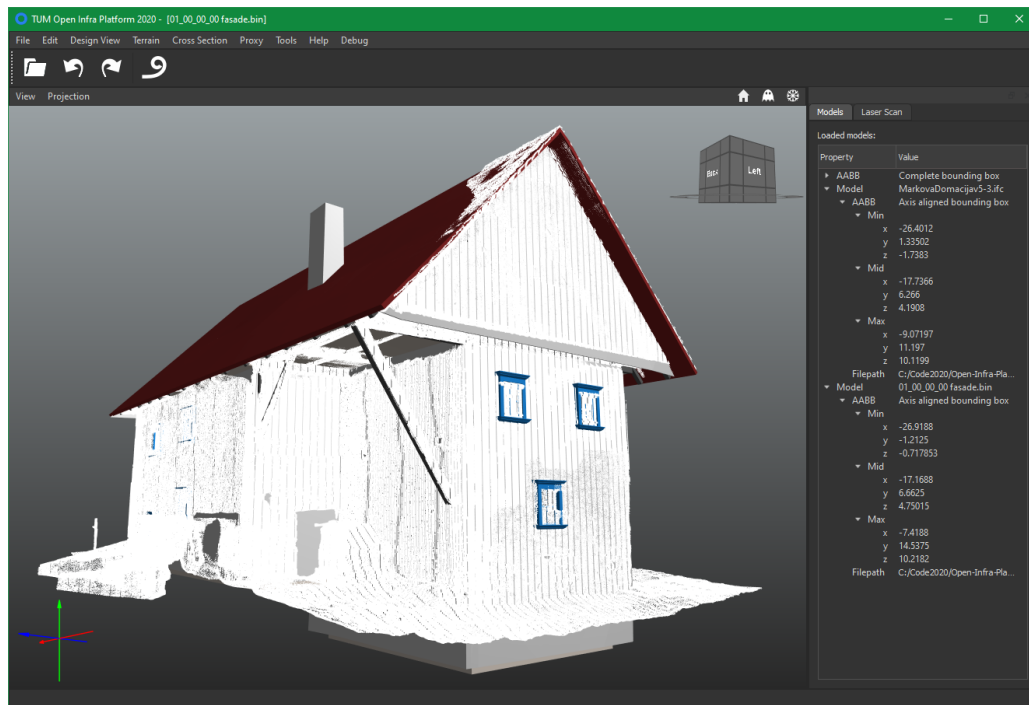 TUM Open Infra Platform 2020 - [01_00_00_00 fasade.bin]
File Edit Design View Terrain Cross Section Proxy Tools Help Debug
View Projection
Back Left
Models Laser Scan
Loaded models:
Property Value
AABB Complete bounding box
Model MarkovaDomacijav5-3.ifc
AABB Axis aligned bounding box
Min
x -26.4012
y 1.33502
z -1.7383
Mid
x -17.7366
y 6.266
z 4.1908
Max
x -9.07197
y 11.197
z 10.1199
Filepath C:/Code2020/Open-Infra-Pla...
Model 01_00_00_00 fasade.bin
AABB Axis aligned bounding box
Min
x -26.9188
y -1.2125
z -0.717853
Mid
x -17.1688
y 6.6625
z 4.75015
Max
x -7.4188
y 14.5375
z 10.2182
Filepath C:/Code2020/Open-Infra-Pla...